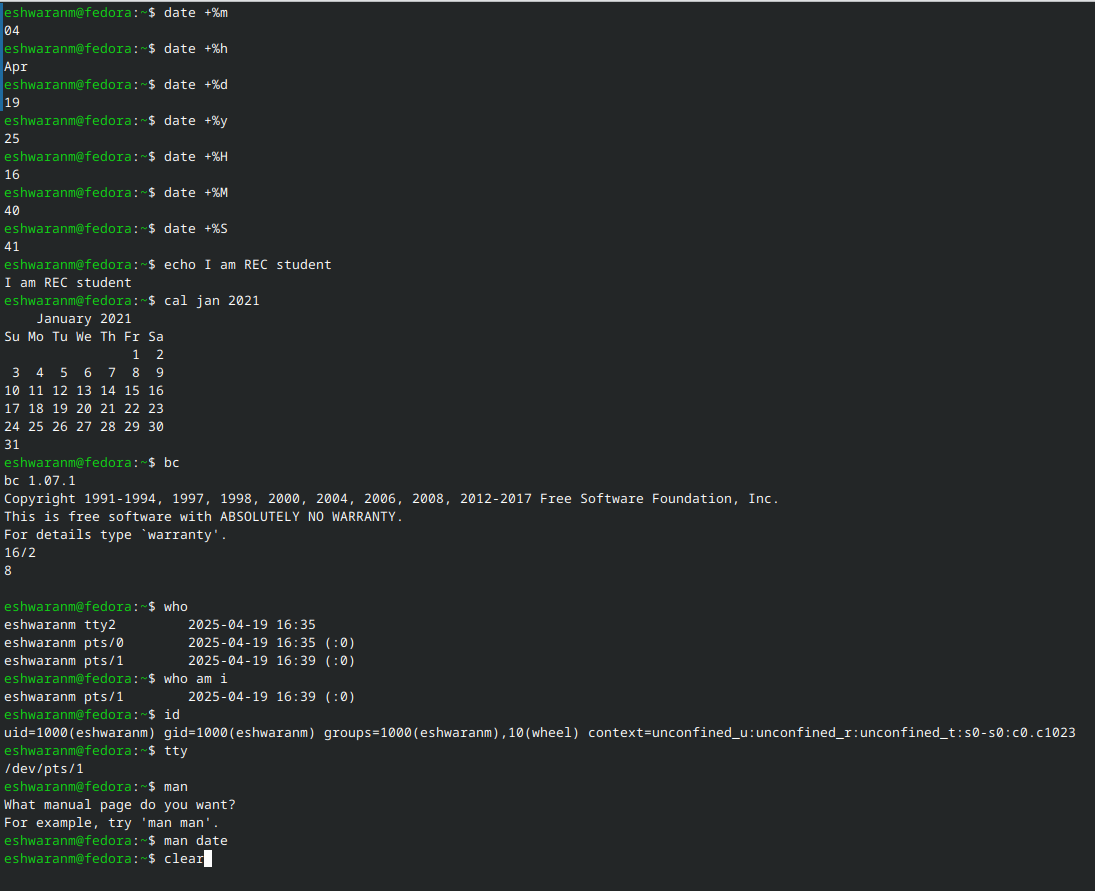 eshwaranm@fedora:~$ date +%m
04
eshwaranm@fedora:~$ date +%h
Apr
eshwaranm@fedora:~$ date +%d
19
eshwaranm@fedora:~$ date +%y
25
eshwaranm@fedora:~$ date +%H
16
eshwaranm@fedora:~$ date +%M
40
eshwaranm@fedora:~$ date +%S
41
eshwaranm@fedora:~$ echo I am REC student
I am REC student
eshwaranm@fedora:~$ cal jan 2021
    January 2021
Su Mo Tu We Th Fr Sa
                1  2
 3  4  5  6  7  8  9
10 11 12 13 14 15 16
17 18 19 20 21 22 23
24 25 26 27 28 29 30
31
eshwaranm@fedora:~$ bc
bc 1.07.1
Copyright 1991-1994, 1997, 1998, 2000, 2004, 2006, 2008, 2012-2017 Free Software Foundation, Inc.
This is free software with ABSOLUTELY NO WARRANTY.
For details type `warranty'.
16/2
8
eshwaranm@fedora:~$ who
eshwaranm tty2         2025-04-19 16:35
eshwaranm pts/0        2025-04-19 16:35 (:0)
eshwaranm pts/1        2025-04-19 16:39 (:0)
eshwaranm@fedora:~$ who am i
eshwaranm pts/1        2025-04-19 16:39 (:0)
eshwaranm@fedora:~$ id
uid=1000(eshwaranm) gid=1000(eshwaranm) groups=1000(eshwaranm),10(wheel) context=unconfined_u:unconfined_r:unconfined_t:s0-s0:c0.c1023
eshwaranm@fedora:~$ tty
/dev/pts/1
eshwaranm@fedora:~$ man
What manual page do you want?
For example, try 'man man'.
eshwaranm@fedora:~$ man date
eshwaranm@fedora:~$ clear